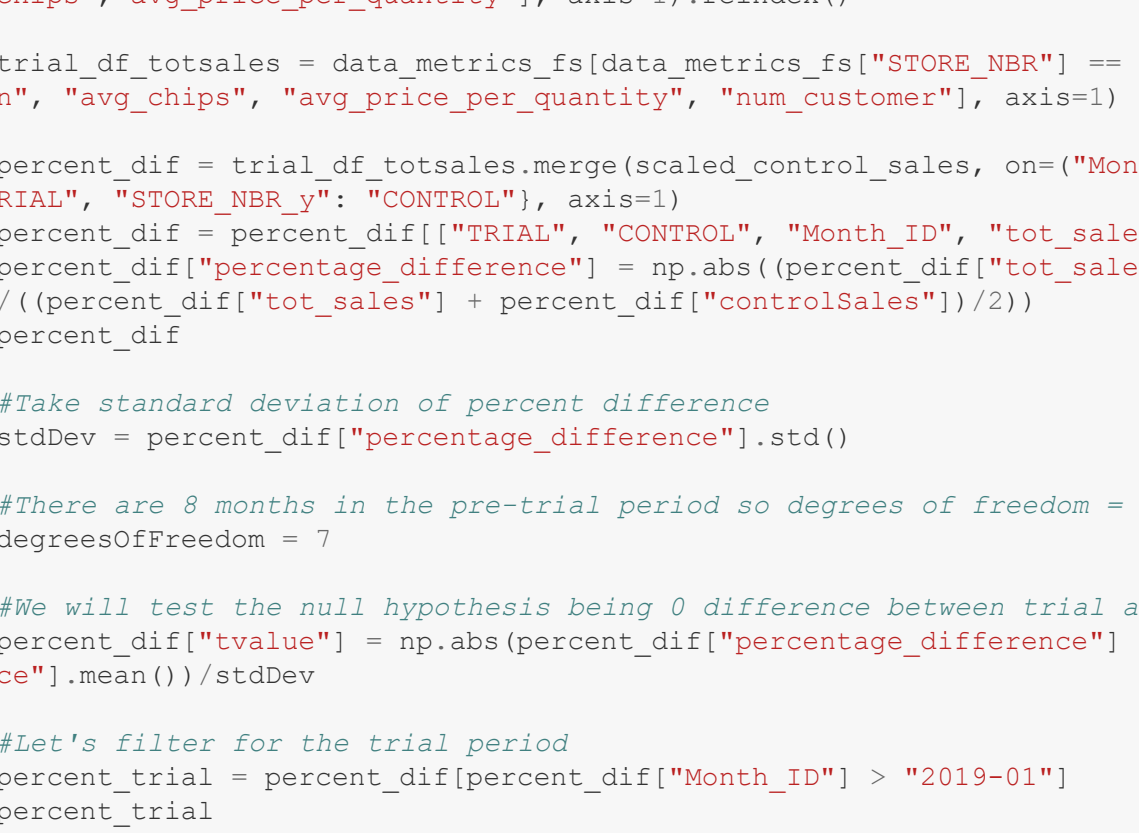 trial_df_totsales = data_metrics_fs[data_metrics_fs["STORE_NBR"] ==
n", "avg_chips", "avg_price_per_quantity", "num_customer"], axis=1)
percent_dif = trial_df_totsales.merge(scaled_control_sales, on=("Mon
RIAL", "STORE_NBR_y": "CONTROL"}, axis=1)
percent_dif = percent_dif[["TRIAL", "CONTROL", "Month_ID", "tot_sale
percent_dif["percentage_difference"] = np.abs((percent_dif["tot_sale
/((percent_dif["tot_sales"] + percent_dif["controlSales"])/2))
percent_dif
#Take standard deviation of percent difference
stdDev = percent_dif["percentage_difference"].std()
#There are 8 months in the pre-trial period so degrees of freedom =
degreesOfFreedom = 7
#We will test the null hypothesis being 0 difference between trial a
percent_dif["tvalue"] = np.abs(percent_dif["percentage_difference"]
ce"].mean())/stdDev
#Let's filter for the trial period
percent_trial = percent_dif[percent_dif["Month_ID"] > "2019-01"]
percent_trial